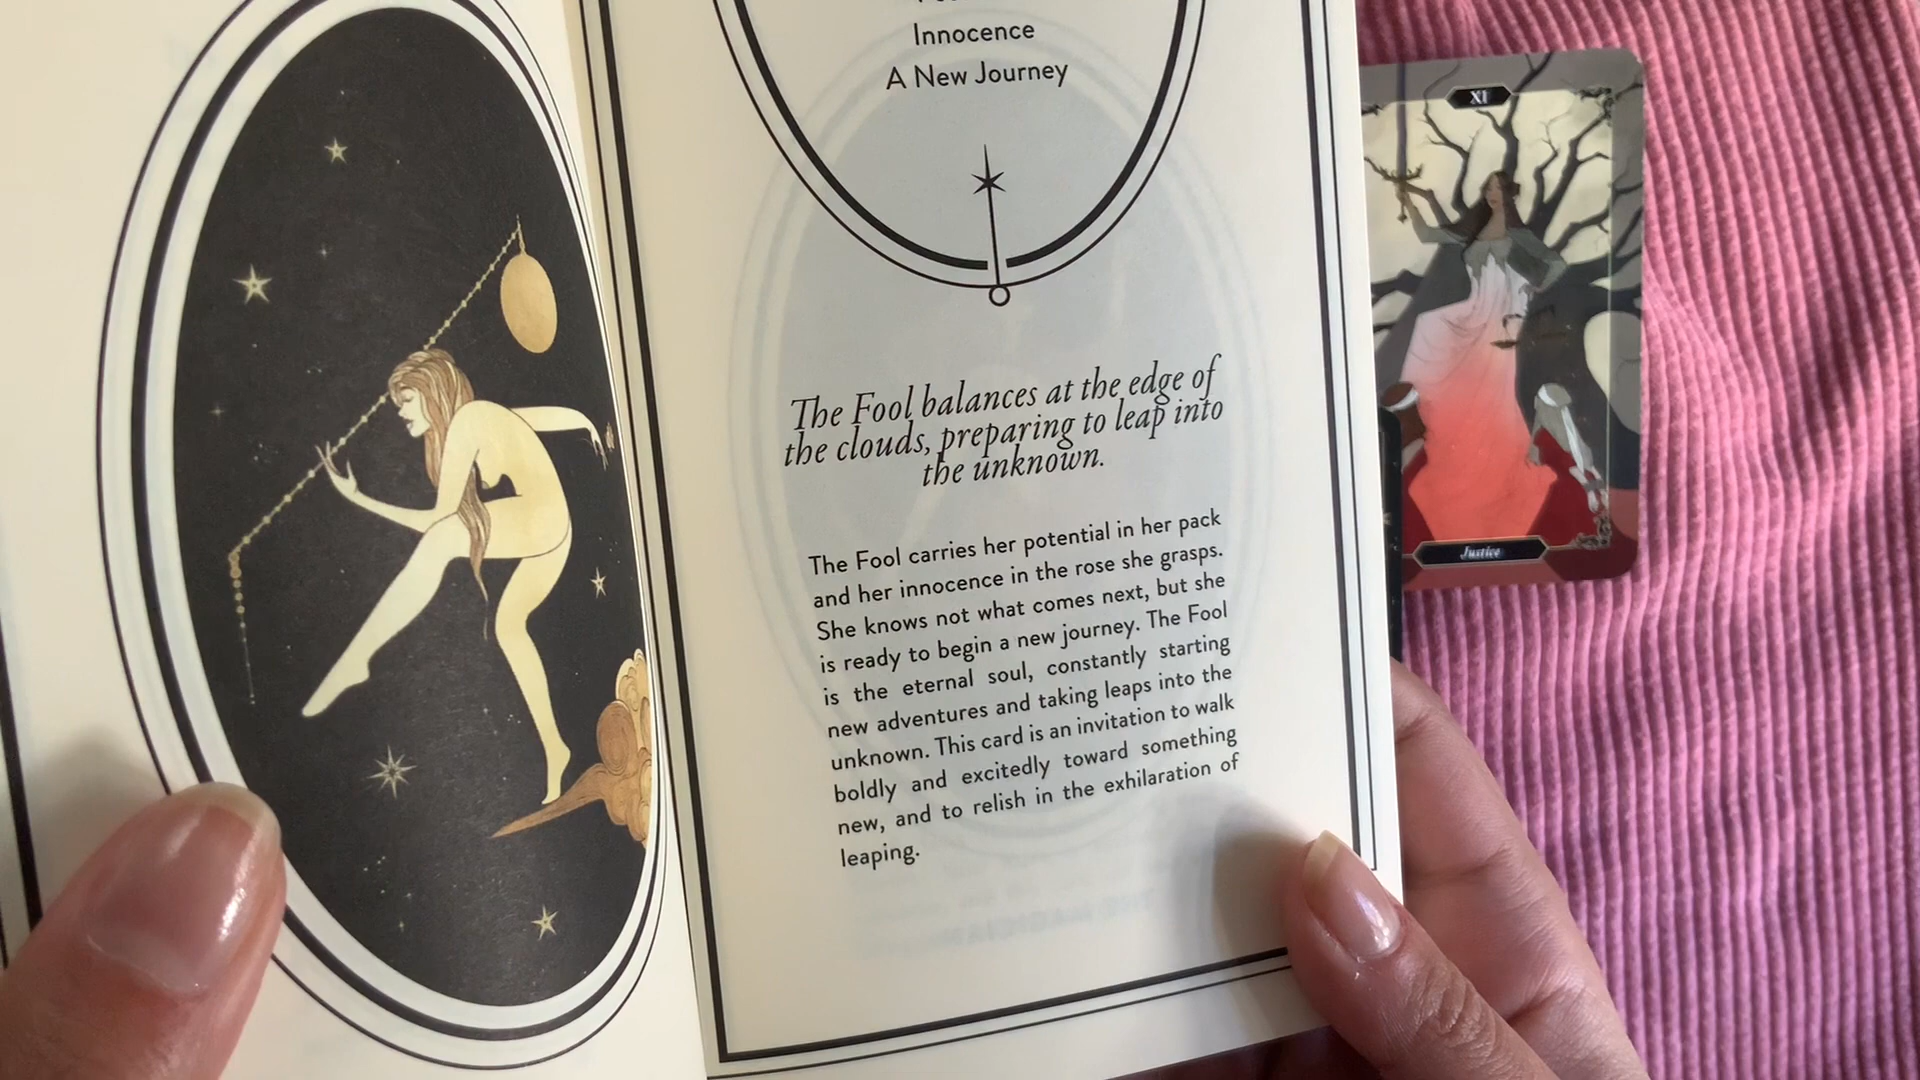 Innocence
A New Journey
The Fool balances at the edge of
the clouds, preparing to leap into
the unknown.
The Fool carries her potential in her pack
and her innocence in the rose she grasps.
She knows not what comes next, but she
is ready to begin a new journey. The Fool
is the eternal soul, constantly starting
new adventures and taking leaps into the
unknown. This card is an invitation to walk
boldly and excitedly toward something
new, and to relish in the exhilaration of
leaping.
XI
Justice